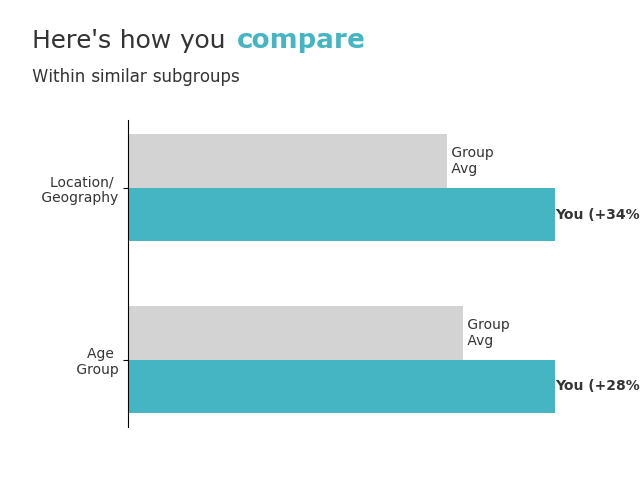 Here's how you compare
Within similar subgroups
Location/
Geography
Group
Avg
You (+34%
Age
Group
Group
Avg
You (+28%